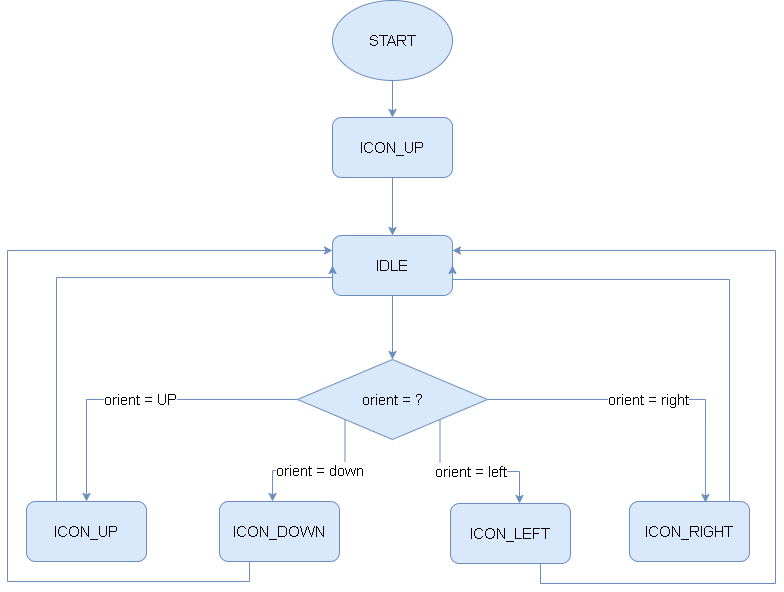 START
ICON_UP
IDLE
orient = ?
orient = UP
orient = right
orient = down
orient = left
ICON_UP
ICON_DOWN
ICON_LEFT
ICON_RIGHT